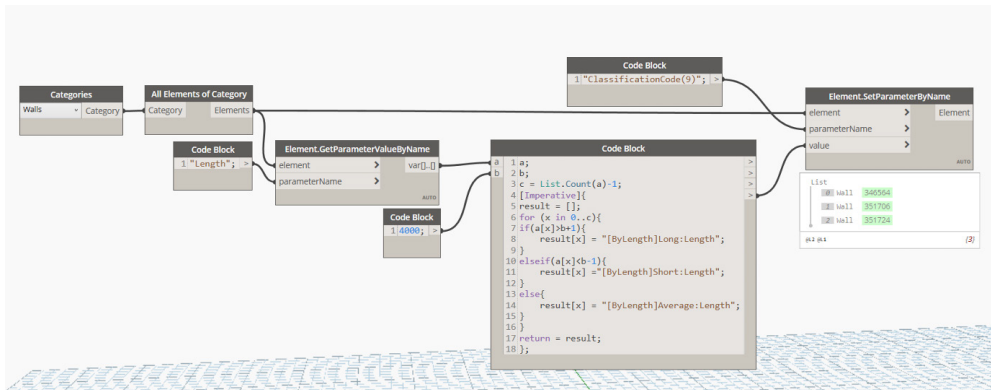 Categories
Walls Category
All Elements of Category
Category Elements
Code Block
1 "Length"; >
Element.GetParameterValueByName
element > var[]..[]
parameterName >
AUTO
Code Block
1 4000; >
Code Block
1 "ClassificationCode(9)"; >
Code Block
a 1 a; >
b 2 b; >
3 c = List.Count(a)-1; >
4 [Imperative]{ >
5 result = [];
6 for (x in 0..c){
7 if(a[x]>b+1){
8 result[x] = "[ByLength]Long:Length";
9 }
10 elseif(a[x]<b-1){
11 result[x] ="[ByLength]Short:Length";
12 }
13 else{
14 result[x] = "[ByLength]Average:Length";
15 }
16 }
17 return = result;
18 };
Element.SetParameterByName
element > Element
parameterName >
value >
AUTO
List
0 Wall 346564
1 Wall 351706
2 Wall 351724
@L2 @L1 {3}